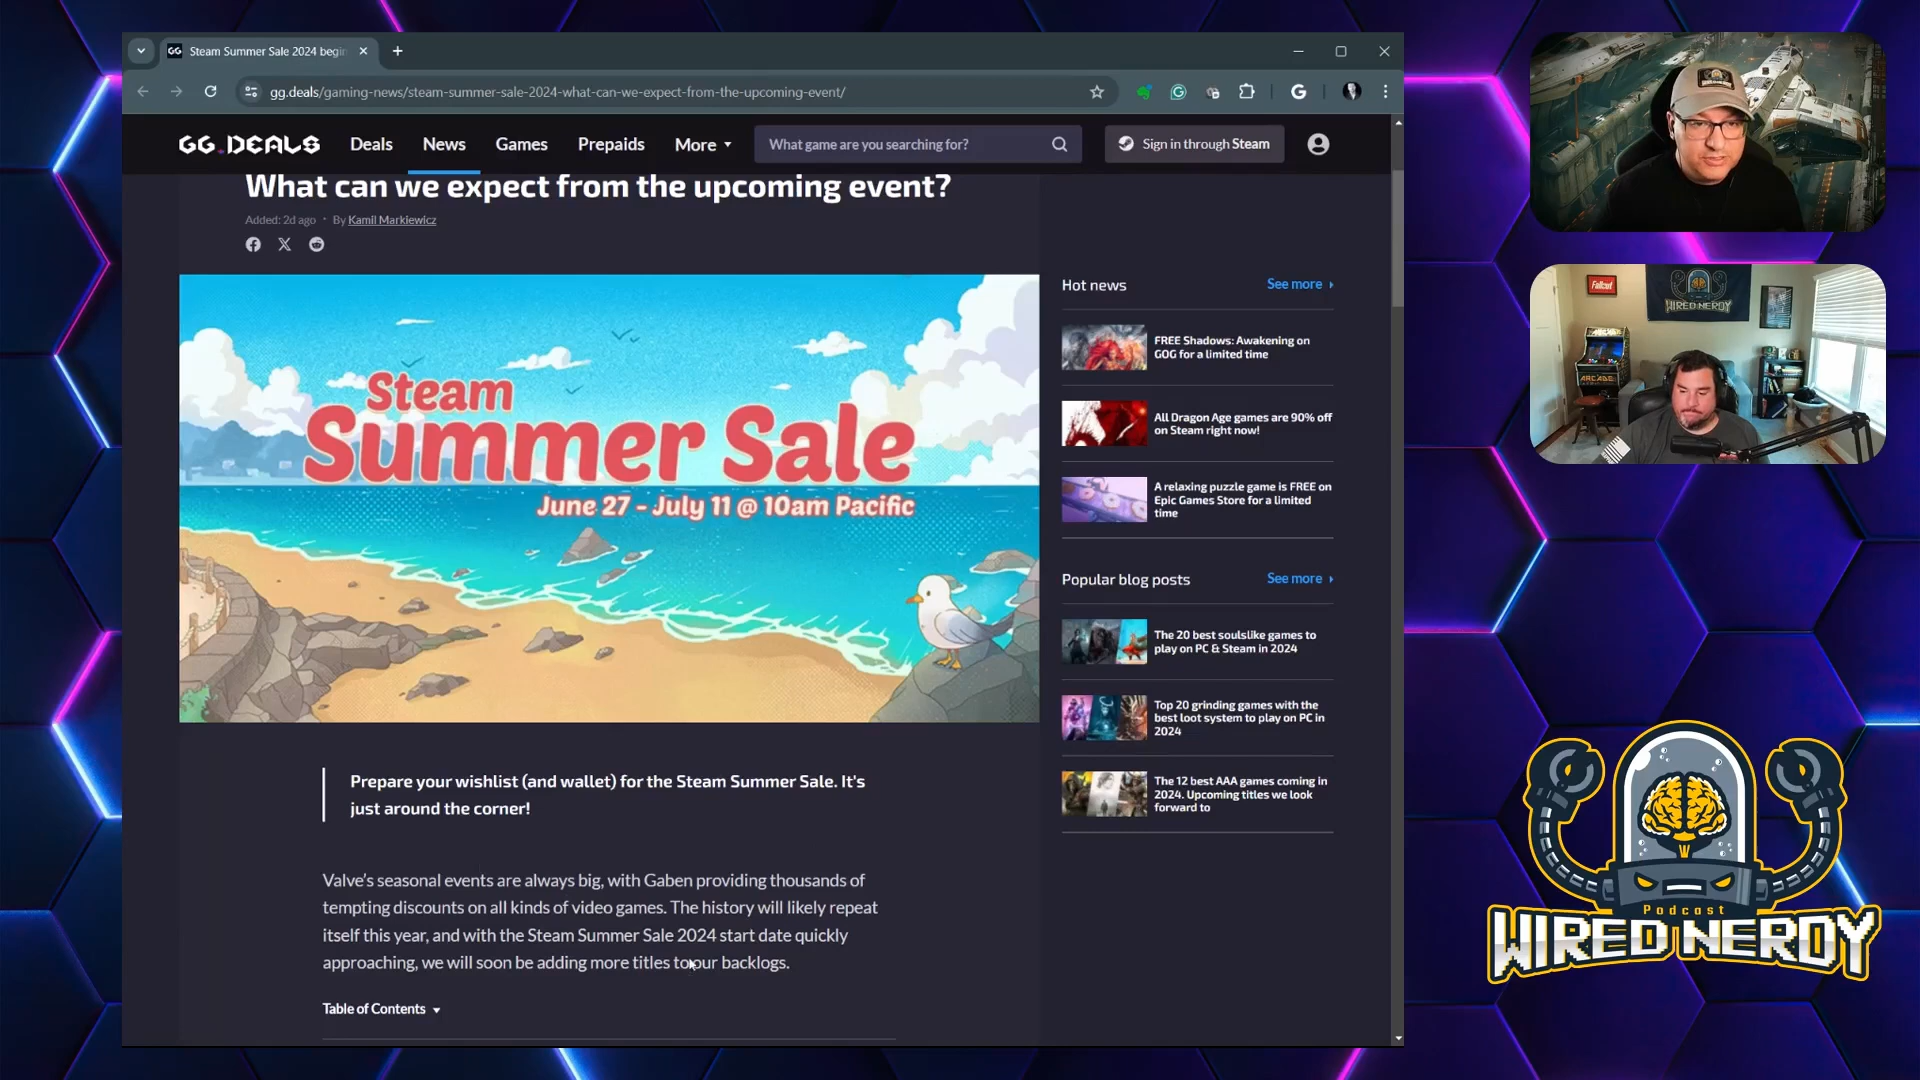 GG Steam Summer Sale 2024 begin
gg.deals/gaming-news/steam-summer-sale-2024-what-can-we-expect-from-the-upcoming-event/
GG.DEALS
Deals
News
Games
Prepaids
More
What game are you searching for?
Sign in through Steam
What can we expect from the upcoming event?
Added: 2d ago • By Kamil Markiewicz
Steam
Summer Sale
June 27 - July 11 @ 10am Pacific
Prepare your wishlist (and wallet) for the Steam Summer Sale. It's
just around the corner!
Valve's seasonal events are always big, with Gaben providing thousands of
tempting discounts on all kinds of video games. The history will likely repeat
itself this year, and with the Steam Summer Sale 2024 start date quickly
approaching, we will soon be adding more titles to our backlogs.
Table of Contents
Hot news
See more
FREE Shadows: Awakening on
GOG for a limited time
All Dragon Age games are 90% off
on Steam right now!
A relaxing puzzle game is FREE on
Epic Games Store for a limited
time
Popular blog posts
See more
The 20 best soulslike games to
play on PC & Steam in 2024
Top 20 grinding games with the
best loot system to play on PC in
2024
The 12 best AAA games coming in
2024. Upcoming titles we look
forward to
Fallout
WIRED NERDY
ARCADE
Podcast
WIRED NERDY